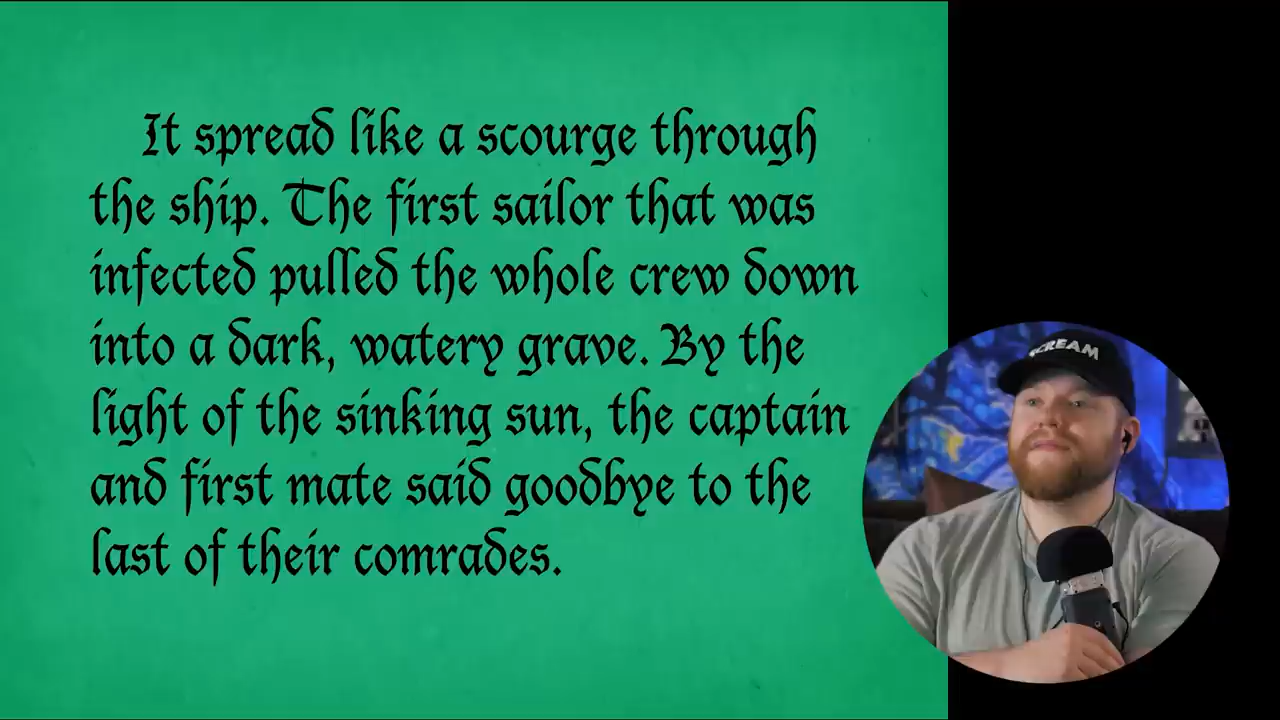 It spread like a scourge through
the ship. The first sailor that was
infected pulled the whole crew down
into a dark, watery grave. By the
light of the sinking sun, the captain
and first mate said goodbye to the
last of their comrades.
SCREAM